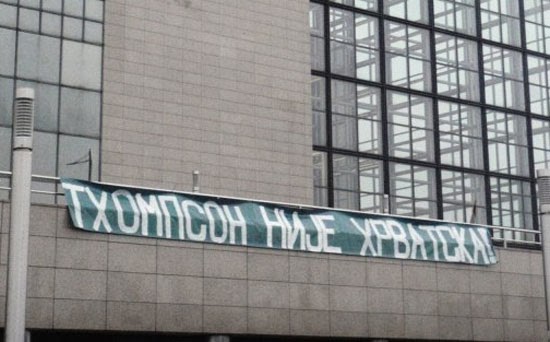 ТХОМПСОН НИЈЕ ХРВАТСКА!